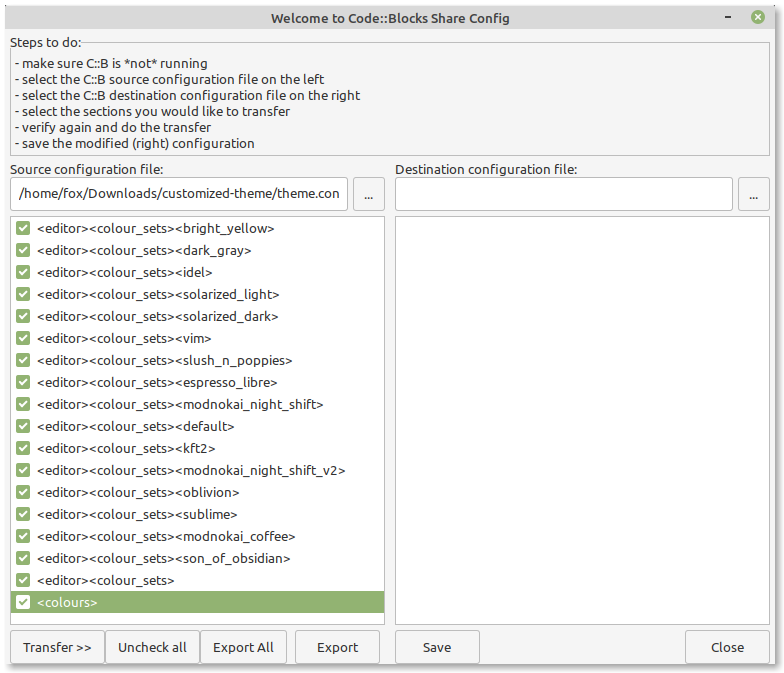 Welcome to Code::Blocks Share Config
Steps to do:
- make sure C::B is *not* running
- select the C::B source configuration file on the left
- select the C::B destination configuration file on the right
- select the sections you would like to transfer
- verify again and do the transfer
- save the modified (right) configuration
Source configuration file:
Destination configuration file:
/home/fox/Downloads/customized-theme/theme.con
...
...
<editor><colour_sets><bright_yellow>
<editor><colour_sets><dark_gray>
<editor><colour_sets><idel>
<editor><colour_sets><solarized_light>
<editor><colour_sets><solarized_dark>
<editor><colour_sets><vim>
<editor><colour_sets><slush_n_poppies>
<editor><colour_sets><espresso_libre>
<editor><colour_sets><modnokai_night_shift>
<editor><colour_sets><default>
<editor><colour_sets><kft2>
<editor><colour_sets><modnokai_night_shift_v2>
<editor><colour_sets><oblivion>
<editor><colour_sets><sublime>
<editor><colour_sets><modnokai_coffee>
<editor><colour_sets><son_of_obsidian>
<editor><colour_sets>
<colours>
Transfer >>
Uncheck all
Export All
Export
Save
Close